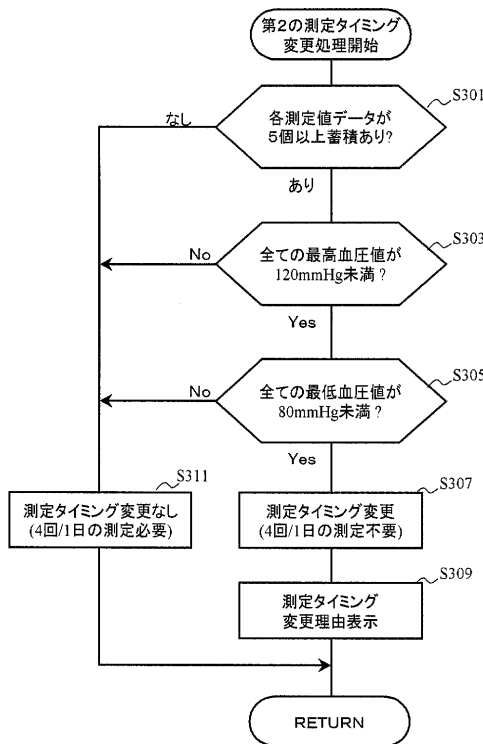 第2の測定タイミング
変更処理開始
S301
各測定値データが
5個以上蓄積あり?
なし
あり
S303
全ての最高血圧値が
120mmHg未満?
No
Yes
S305
全ての最低血圧値が
80mmHg未満?
No
Yes
S311
測定タイミング変更なし
(4回/1日の測定必要)
S307
測定タイミング変更
(4回/1日の測定不要)
S309
測定タイミング
変更理由表示
RETURN